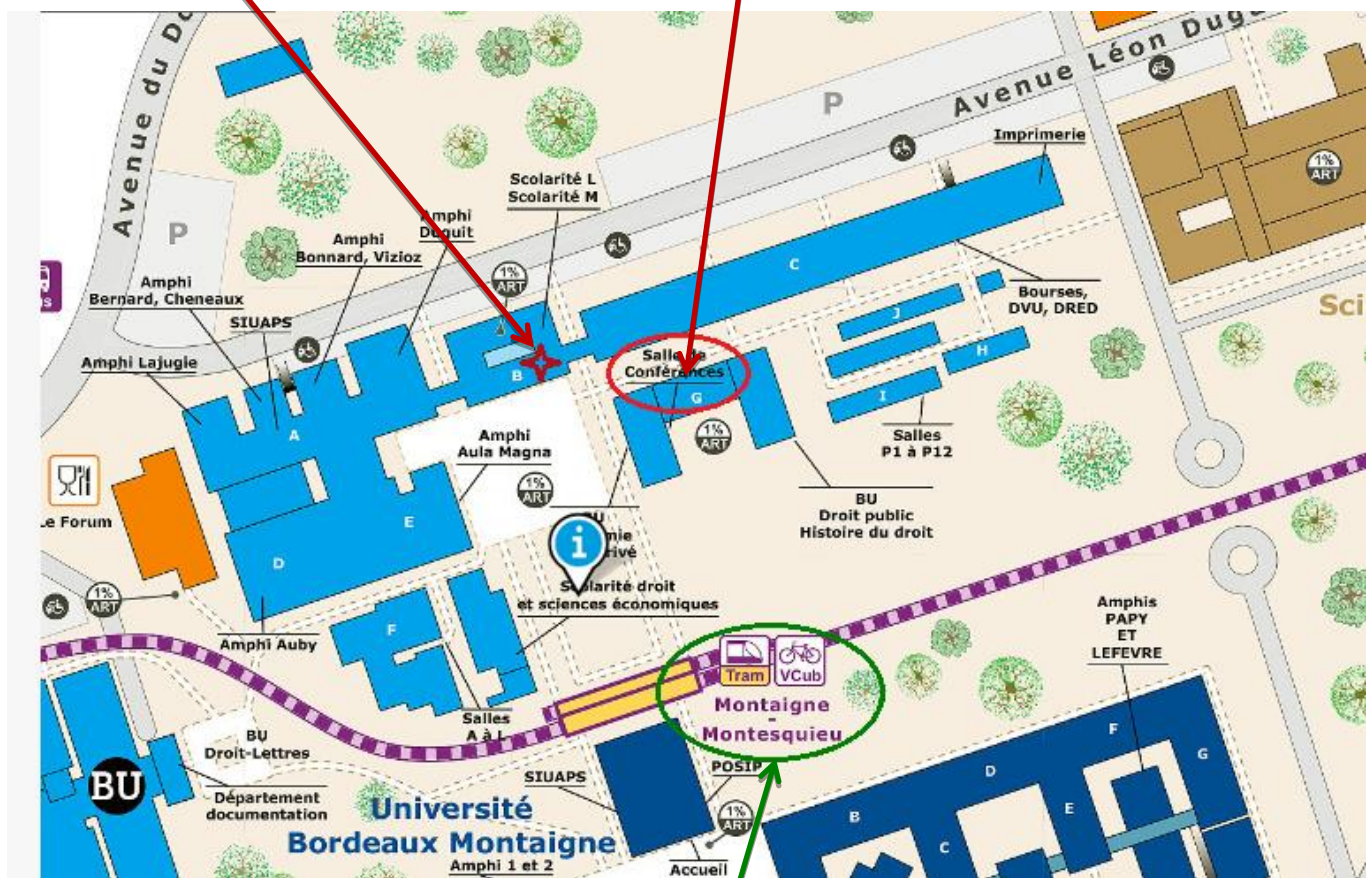 Avenue du Do
Avenue Léon Dugu
P
P
Imprimerie
1%
ART
Scolarité L
Scolarité M
Amphi
Duguit
Amphi
Bonnard, Vizioz
Amphi
Bernard, Cheneaux
SIUAPS
Amphi Lajugie
1%
ART
C
Bourses,
DVU, DRED
Sci
J
H
I
Salle de
Conférences
B
G
A
Salles
P1 à P12
Amphi
Aula Magna
1%
ART
1%
ART
BU
Droit public
Histoire du droit
Le Forum
E
D
i
Scolarité droit
et sciences économiques
1%
ART
F
Amphi Auby
Amphis
PAPY
ET
LEFEVRE
Tram
VCub
Montaigne
-
Montesquieu
Salles
A à L
BU
Droit-Lettres
BU
Département
documentation
SIUAPS
POSIP
1%
ART
Université
Bordeaux Montaigne
Amphi 1 et 2
Accueil
F
G
D
E
B
C